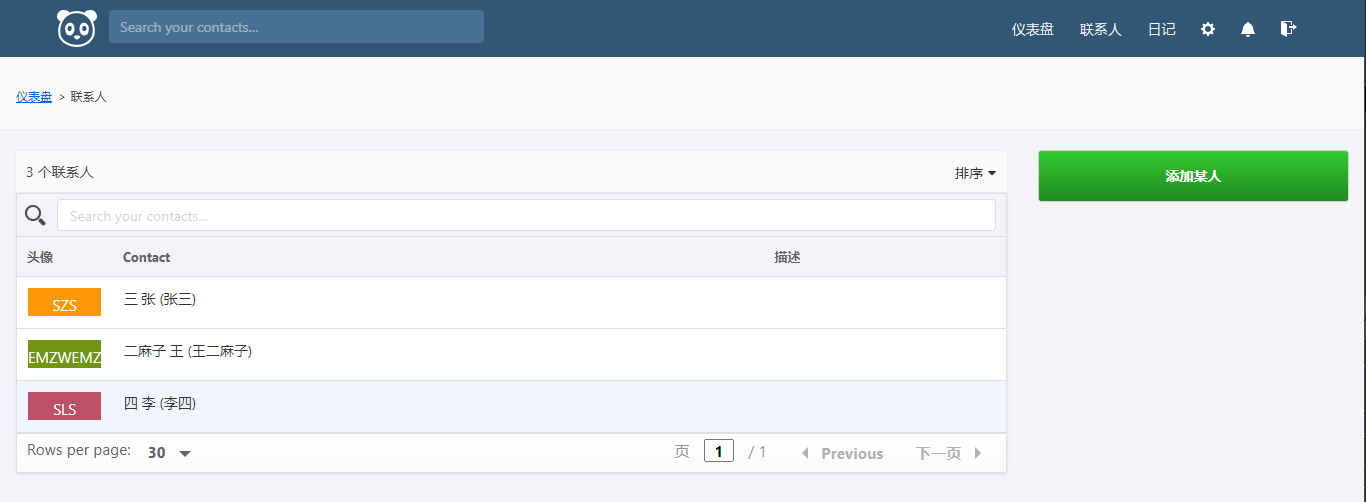 Search your contacts... 仪表盘 联系人 日记
仪表盘 > 联系人
3 个联系人 排序
添加某人
Search your contacts...
头像 Contact 描述
SZS 三 张 (张三)
EMZWEMZ 二麻子 王 (王二麻子)
SLS 四 李 (李四)
Rows per page: 30 页 1 / 1 Previous 下一页